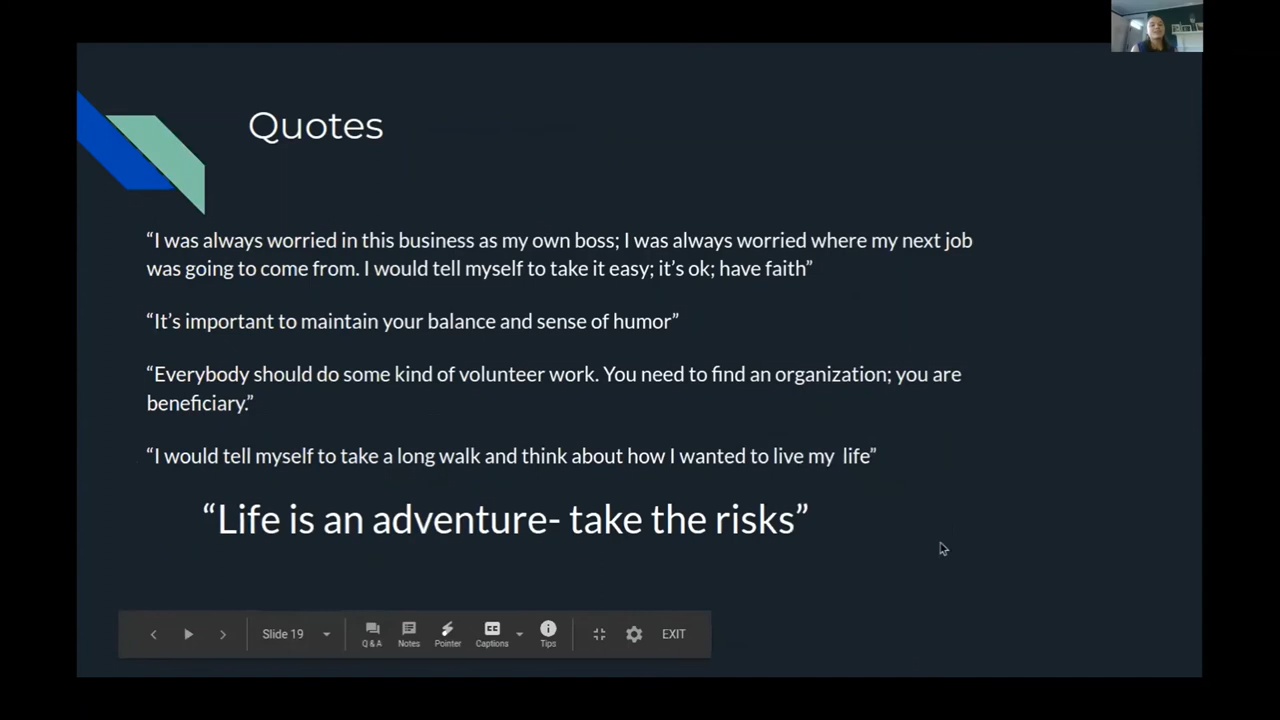 Quotes
“I was always worried in this business as my own boss; I was always worried where my next job
was going to come from. I would tell myself to take it easy; it’s ok; have faith”
“It’s important to maintain your balance and sense of humor”
“Everybody should do some kind of volunteer work. You need to find an organization; you are
beneficiary.”
“I would tell myself to take a long walk and think about how I wanted to live my  life”
“Life is an adventure- take the risks”
Slide 19
Q & A
Notes
Pointer
CC
Captions
Tips
EXIT